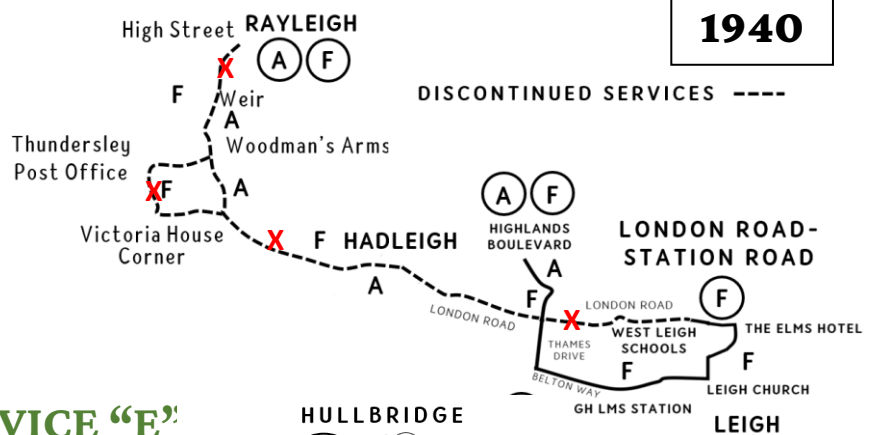 1940
High Street
RAYLEIGH
A F
X
DISCONTINUED SERVICES ----
F
Weir
A
Woodman's Arms
Thundersley
Post Office
X F
A
A F
Victoria House
Corner
X
F
HADLEIGH
A
HIGHLANDS
BOULEVARD
A
F
LONDON ROAD-
STATION ROAD
F
LONDON ROAD
LONDON ROAD
X
THE ELMS HOTEL
WEST LEIGH
SCHOOLS
THAMES
DRIVE
F
F
BELTON WAY
LEIGH CHURCH
GH LMS STATION
LEIGH
VICE “E”
HULLBRIDGE